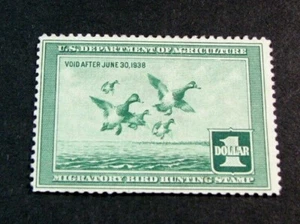 U.S. DEPARTMENT OF AGRICULTURE
VOID AFTER JUNE 30, 1938
1
DOLLAR
MIGRATORY BIRD HUNTING STAMP